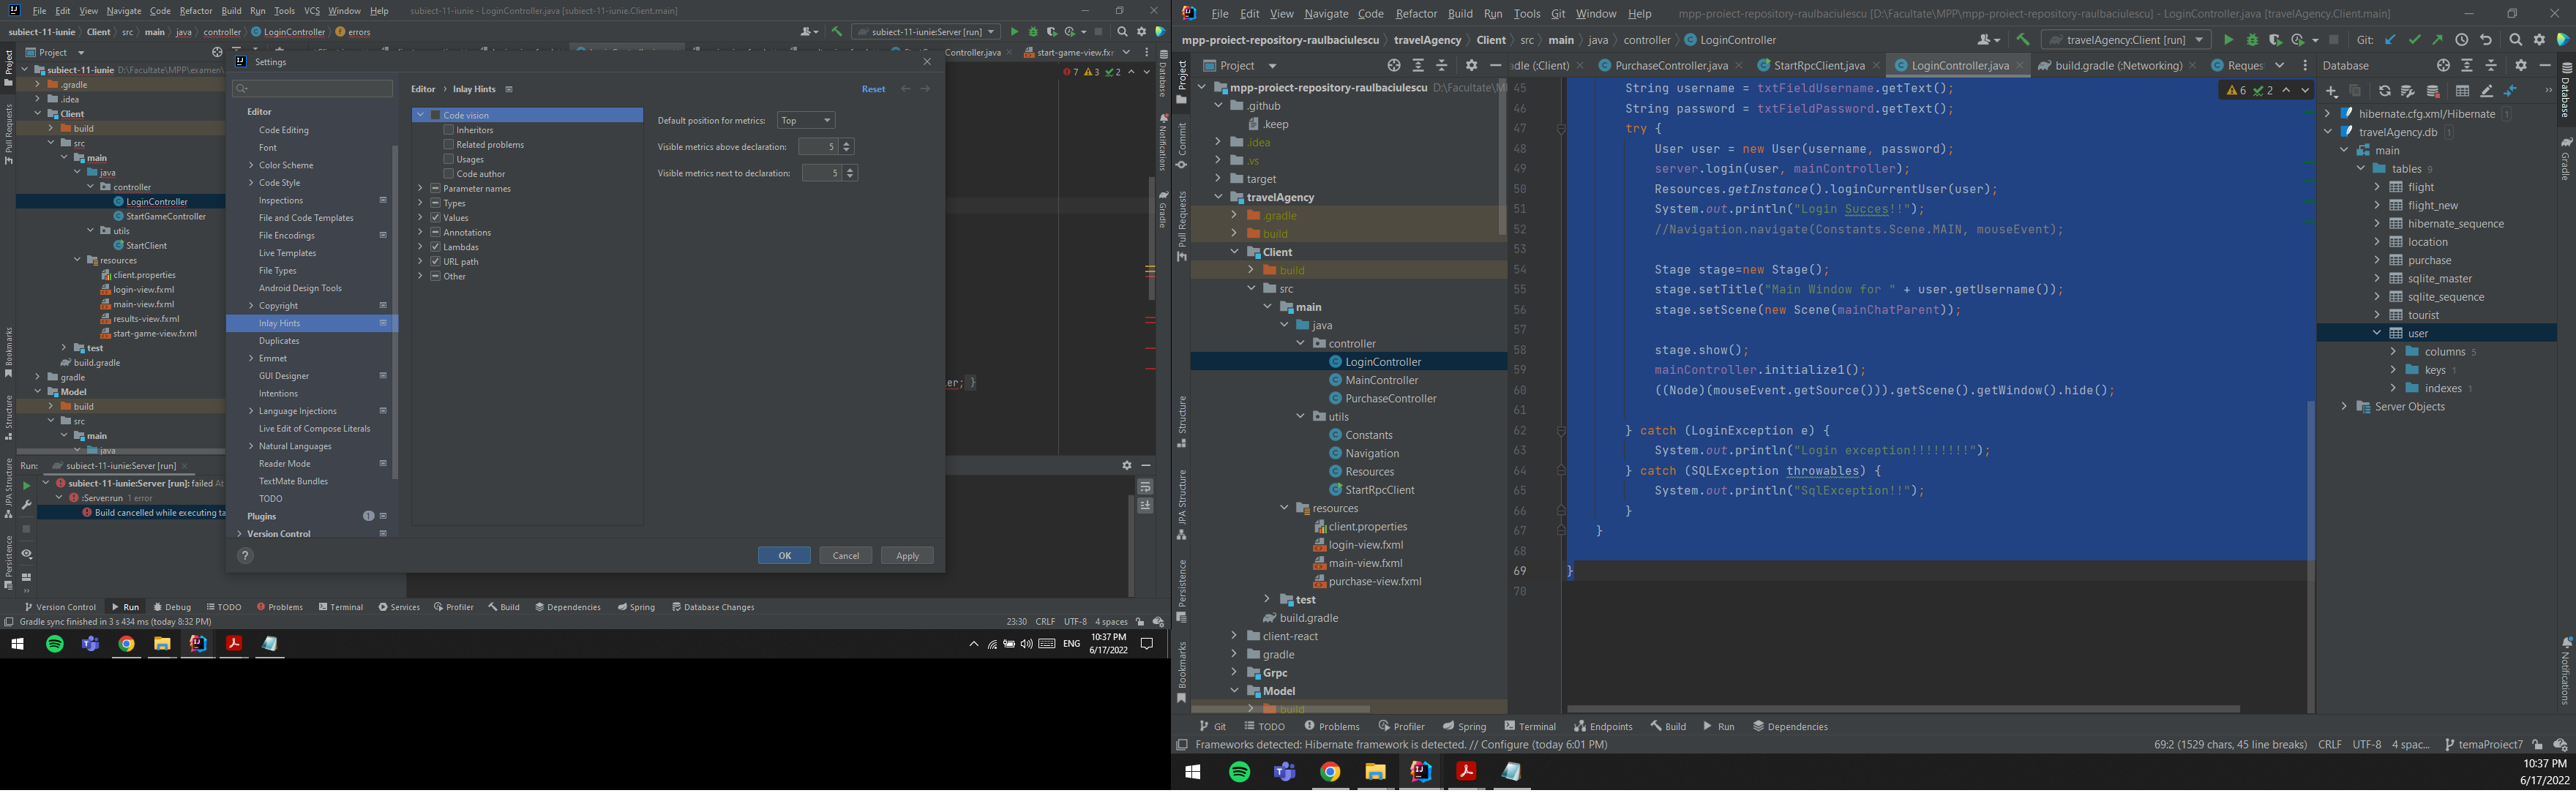 File Edit View Navigate Code Refactor Build Run Tools VCS Window Help subiect-11-iunie - LoginController.java [subiect-11-iunie.Client.main]
subiect-11-iunie Client src main java controller LoginController errors
subiect-11-iunie:Server [run]
Project
Controller.java start-game-view.fxr
7 3 2
subiect-11-iunie D:\Facultate\MPP\examen\
.gradle
.idea
Client
build
src
main
java
controller
LoginController
StartGameController
utils
StartClient
resources
client.properties
login-view.fxml
main-view.fxml
results-view.fxml
start-game-view.fxml
test
build.gradle
gradle
Model
build
src
main
java
Project
Pull Requests
Bookmarks
Structure
JPA Structure
Persistence
Database
Notifications
Gradle
Settings
Editor
Code Editing
Font
Color Scheme
Code Style
Inspections
File and Code Templates
File Encodings
Live Templates
File Types
Android Design Tools
Copyright
Inlay Hints
Duplicates
Emmet
GUI Designer
Intentions
Language Injections
Live Edit of Compose Literals
Natural Languages
Reader Mode
TextMate Bundles
TODO
Plugins 1
Version Control
Editor › Inlay Hints
Reset
Code vision
Inheritors
Related problems
Usages
Code author
Parameter names
Types
Values
Annotations
Lambdas
URL path
Other
Default position for metrics: Top
Visible metrics above declaration: 5
Visible metrics next to declaration: 5
?
OK Cancel Apply
er; }
Run: subiect-11-iunie:Server [run]
subiect-11-iunie:Server [run]: failed At
:Server:run 1 error
Build cancelled while executing ta
Version Control Run Debug TODO Problems Terminal Services Profiler Build Dependencies Spring Database Changes
Gradle sync finished in 3 s 434 ms (today 8:32 PM)
23:30 CRLF UTF-8 4 spaces
ENG
10:37 PM
6/17/2022
File Edit View Navigate Code Refactor Build Run Tools Git Window Help mpp-proiect-repository-raulbaciulescu [D:\Facultate\MPP\mpp-proiect-repository-raulbaciulescu] - LoginController.java [travelAgency.Client.main]
mpp-proiect-repository-raulbaciulescu travelAgency Client src main java controller LoginController
travelAgency:Client [run]
Git:
Project
dle (:Client) PurchaseController.java StartRpcClient.java LoginController.java build.gradle (:Networking) Reques
mpp-proiect-repository-raulbaciulescu D:\Facultate\M
.github
.keep
.idea
.vs
target
travelAgency
.gradle
build
Client
build
src
main
java
controller
LoginController
MainController
PurchaseController
utils
Constants
Navigation
Resources
StartRpcClient
resources
client.properties
login-view.fxml
main-view.fxml
purchase-view.fxml
test
build.gradle
client-react
gradle
Grpc
Model
build
Project
Commit
Pull Requests
Structure
JPA Structure
Persistence
Bookmarks
6 2
45 String username = txtFieldUsername.getText();
46 String password = txtFieldPassword.getText();
47 try {
48 User user = new User(username, password);
49 server.login(user, mainController);
50 Resources.getInstance().loginCurrentUser(user);
51 System.out.println("Login Succes!!");
52 //Navigation.navigate(Constants.Scene.MAIN, mouseEvent);
53
54 Stage stage=new Stage();
55 stage.setTitle("Main Window for " + user.getUsername());
56 stage.setScene(new Scene(mainChatParent));
57
58 stage.show();
59 mainController.initialize1();
60 ((Node)(mouseEvent.getSource())).getScene().getWindow().hide();
61
62 } catch (LoginException e) {
63 System.out.println("Login exception!!!!!!!!");
64 } catch (SQLException throwables) {
65 System.out.println("SqlException!!");
66 }
67 }
68
69 }
70
Database
hibernate.cfg.xml/Hibernate 1
travelAgency.db 1
main
tables 9
flight
flight_new
hibernate_sequence
location
purchase
sqlite_master
sqlite_sequence
tourist
user
columns 5
keys 1
indexes 1
Server Objects
Database
Gradle
Notifications
Git TODO Problems Profiler Spring Terminal Endpoints Build Run Dependencies
Frameworks detected: Hibernate framework is detected. // Configure (today 6:01 PM)
69:2 (1529 chars, 45 line breaks) CRLF UTF-8 4 spac... temaProiect7
10:37 PM
6/17/2022